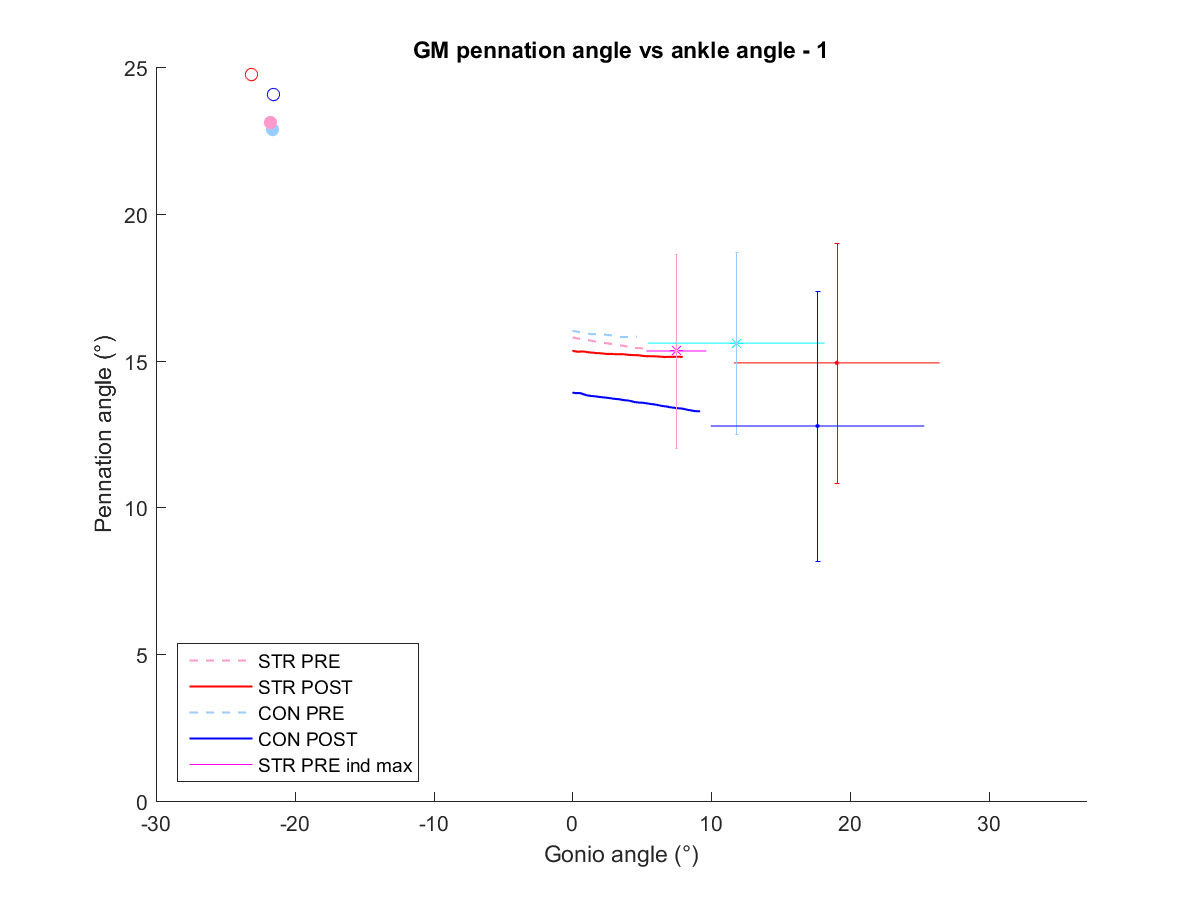 GM pennation angle vs ankle angle - 1
25
20
15
10
5
0
Pennation angle (°)
STR PRE
STR POST
CON PRE
CON POST
STR PRE ind max
-30
-20
-10
0
10
20
30
Gonio angle (°)